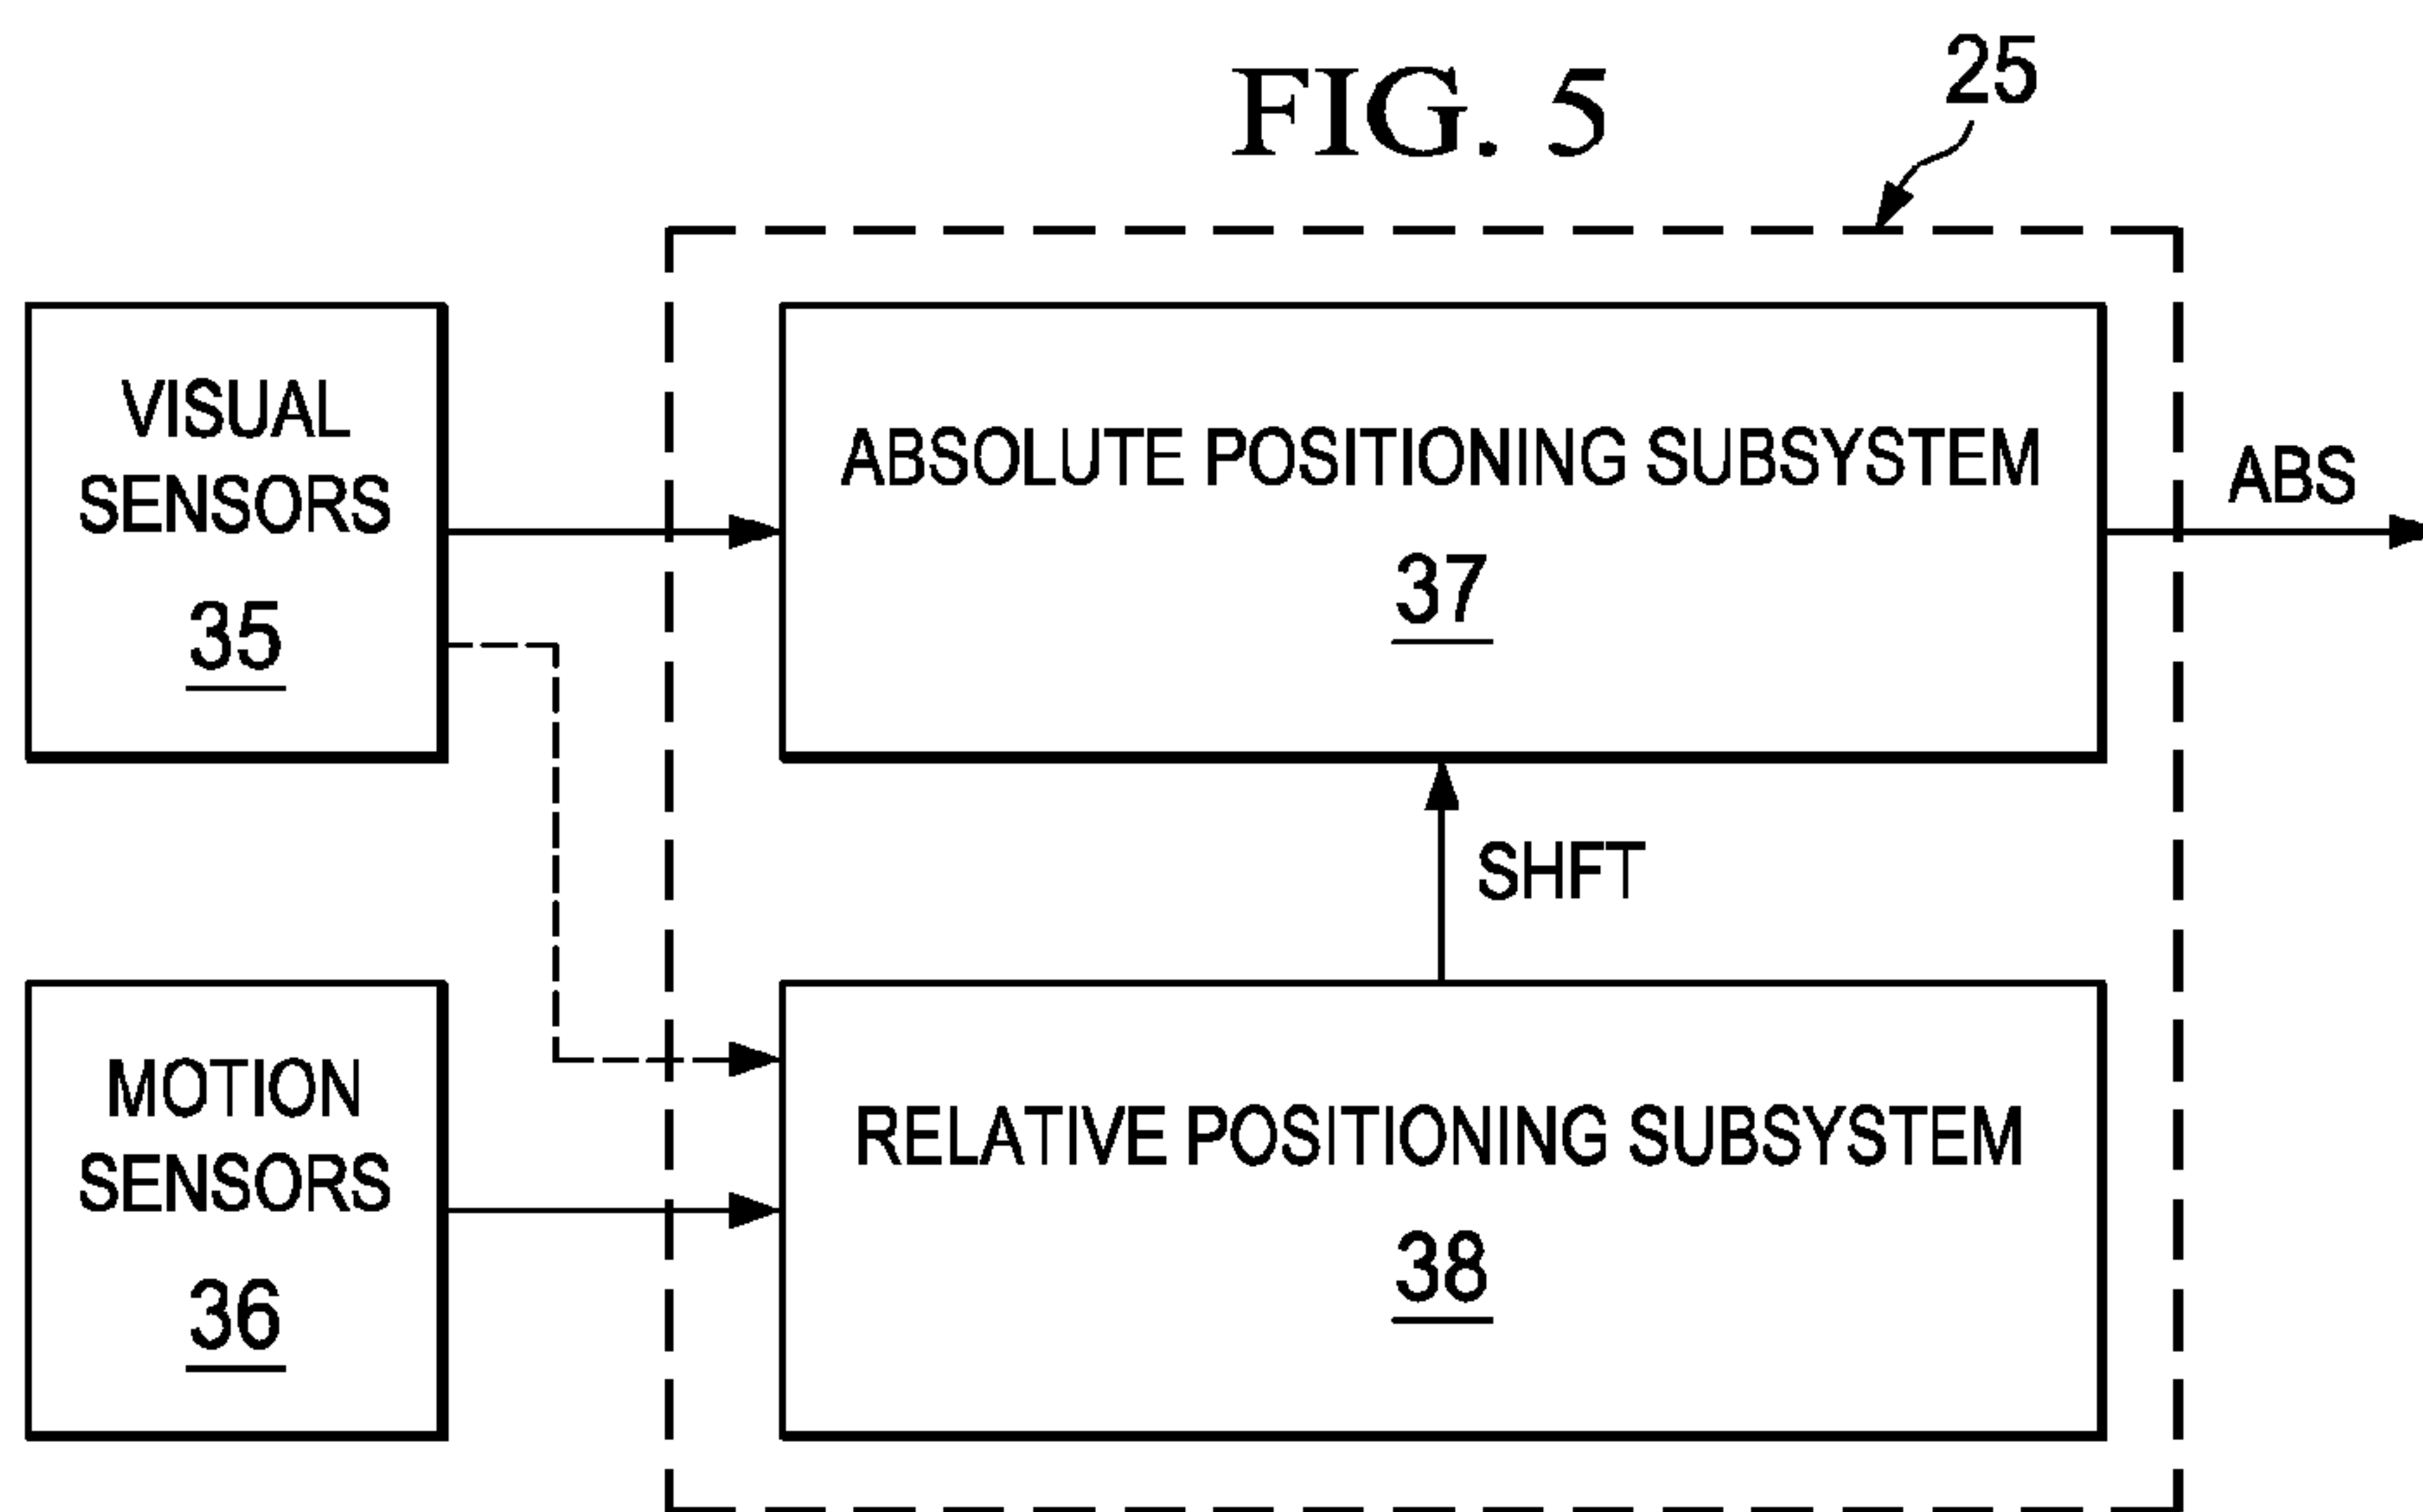 FIG. 5
25
VISUAL
SENSORS
35
ABSOLUTE POSITIONING SUBSYSTEM
37
ABS
SHFT
MOTION
SENSORS
36
RELATIVE POSITIONING SUBSYSTEM
38